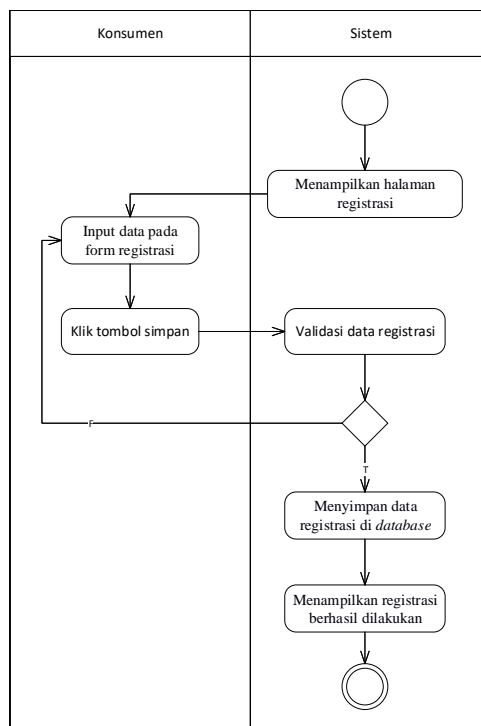 Konsumen
Sistem
Menampilkan halaman
registrasi
Input data pada
form registrasi
Klik tombol simpan
Validasi data registrasi
F
T
Menyimpan data
registrasi di database
Menampilkan registrasi
berhasil dilakukan